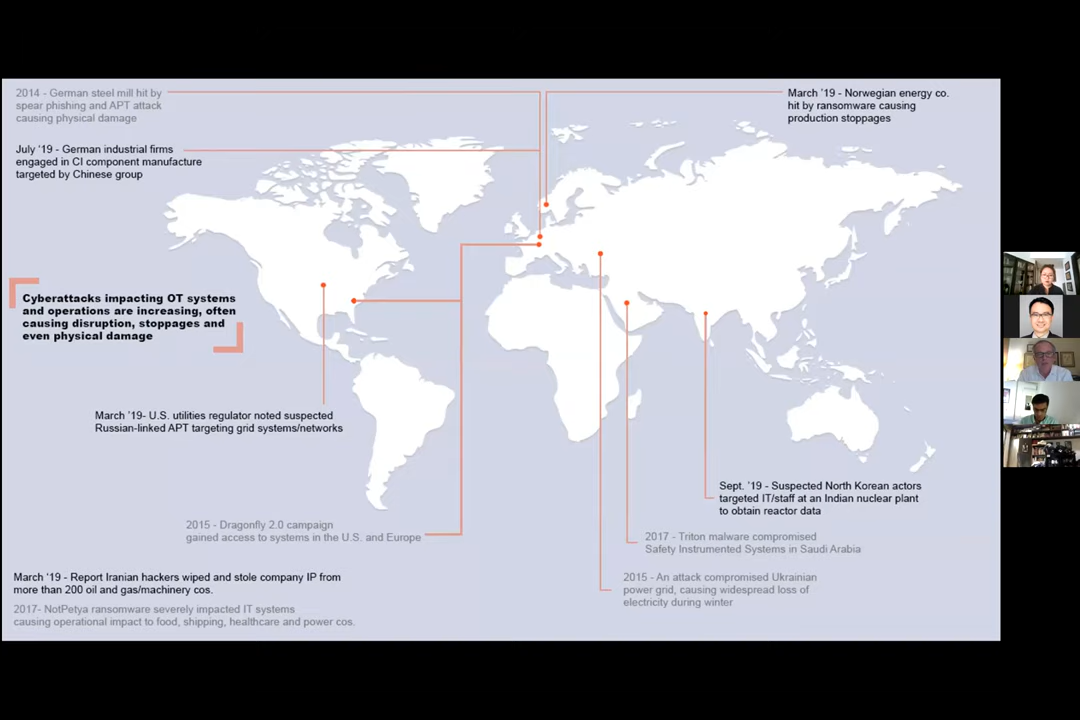 2014 - German steel mill hit by
spear phishing and APT attack
causing physical damage
March '19 - Norwegian energy co.
hit by ransomware causing
production stoppages
July '19 - German industrial firms
engaged in CI component manufacture
targeted by Chinese group
Cyberattacks impacting OT systems
and operations are increasing, often
causing disruption, stoppages and
even physical damage
March '19- U.S. utilities regulator noted suspected
Russian-linked APT targeting grid systems/networks
Sept. '19 - Suspected North Korean actors
targeted IT/staff at an Indian nuclear plant
to obtain reactor data
2015 - Dragonfly 2.0 campaign
gained access to systems in the U.S. and Europe
2017 - Triton malware compromised
Safety Instrumented Systems in Saudi Arabia
March '19 - Report Iranian hackers wiped and stole company IP from
more than 200 oil and gas/machinery cos.
2015 - An attack compromised Ukrainian
power grid, causing widespread loss of
electricity during winter
2017- NotPetya ransomware severely impacted IT systems
causing operational impact to food, shipping, healthcare and power cos.